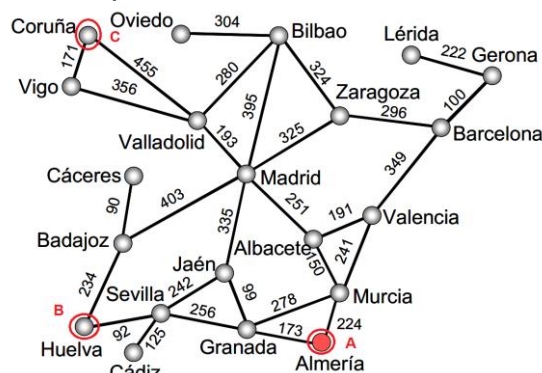 Coruña
C
Oviedo
304
Bilbao
Lérida
222
Gerona
171
455
280
324
100
Vigo
356
395
Zaragoza
296
Barcelona
Valladolid
193
325
349
Cáceres
403
Madrid
251
191
Valencia
90
Badajoz
335
Albacete
150
241
234
Jaén
242
99
278
Murcia
B
Sevilla
256
224
Huelva
92
125
Granada
173
A
Cádiz
Almería